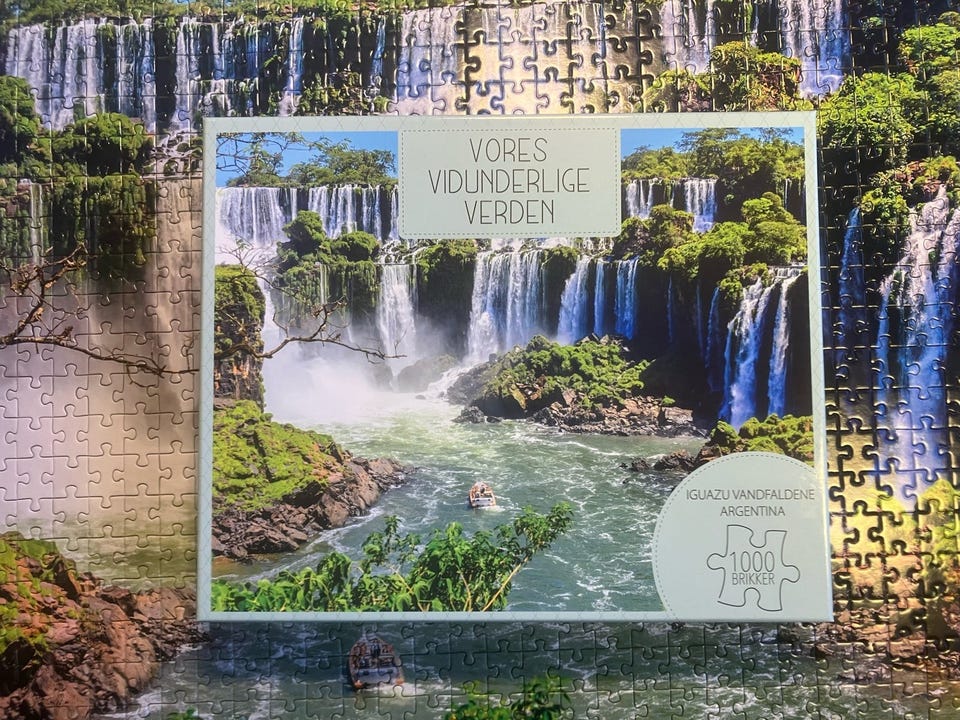 VORES
VIDUNDERLIGE
VERDEN
IGUAZU VANDFALDENE
ARGENTINA
1000
BRIKKER